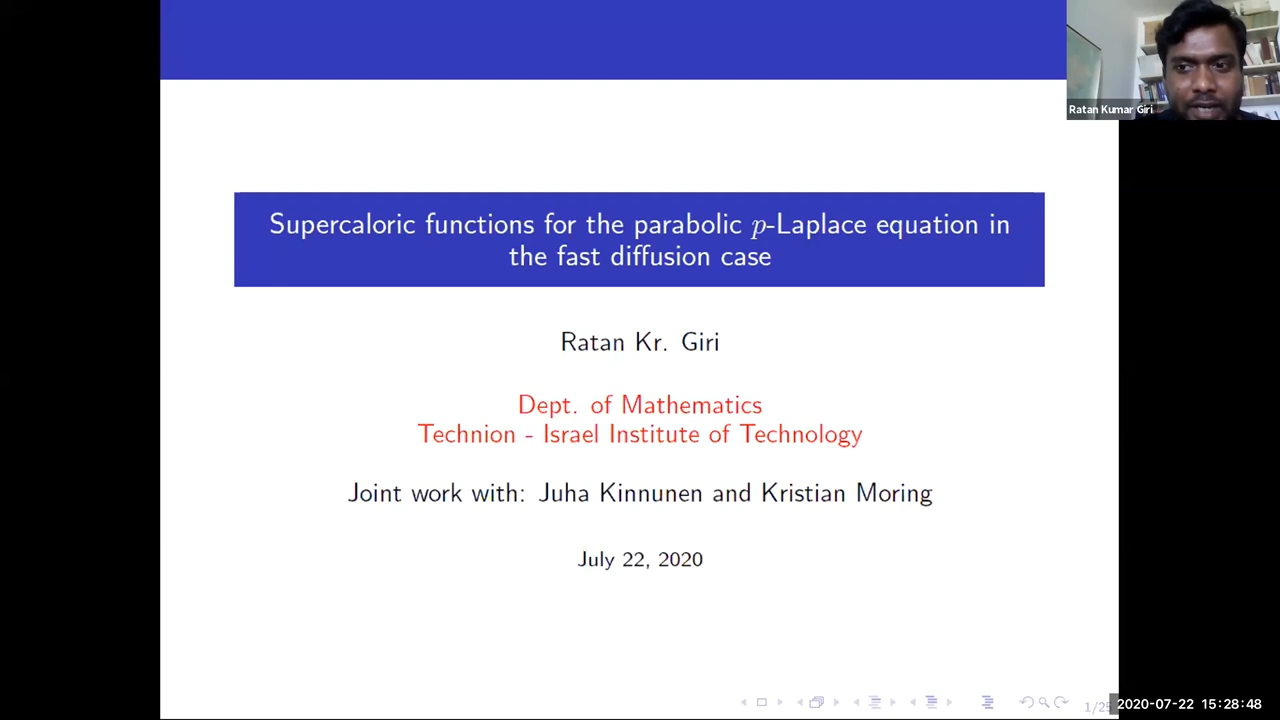 Ratan Kumar Giri
Supercaloric functions for the parabolic p-Laplace equation in
the fast diffusion case
Ratan Kr. Giri
Dept. of Mathematics
Technion - Israel Institute of Technology
Joint work with: Juha Kinnunen and Kristian Moring
July 22, 2020
2020-07-22 15:28:48